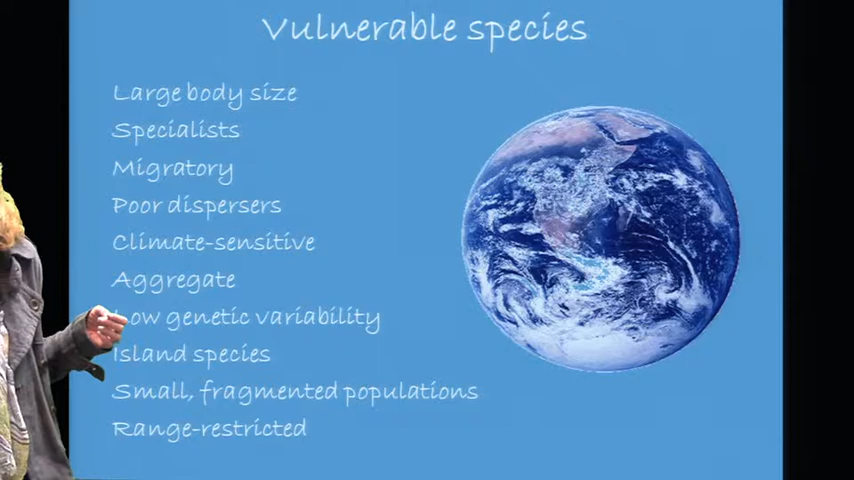 Vulnerable species
Large body size
Specialists
Migratory
Poor dispersers
Climate-sensitive
Aggregate
Low genetic variability
Island species
Small, fragmented populations
Range-restricted